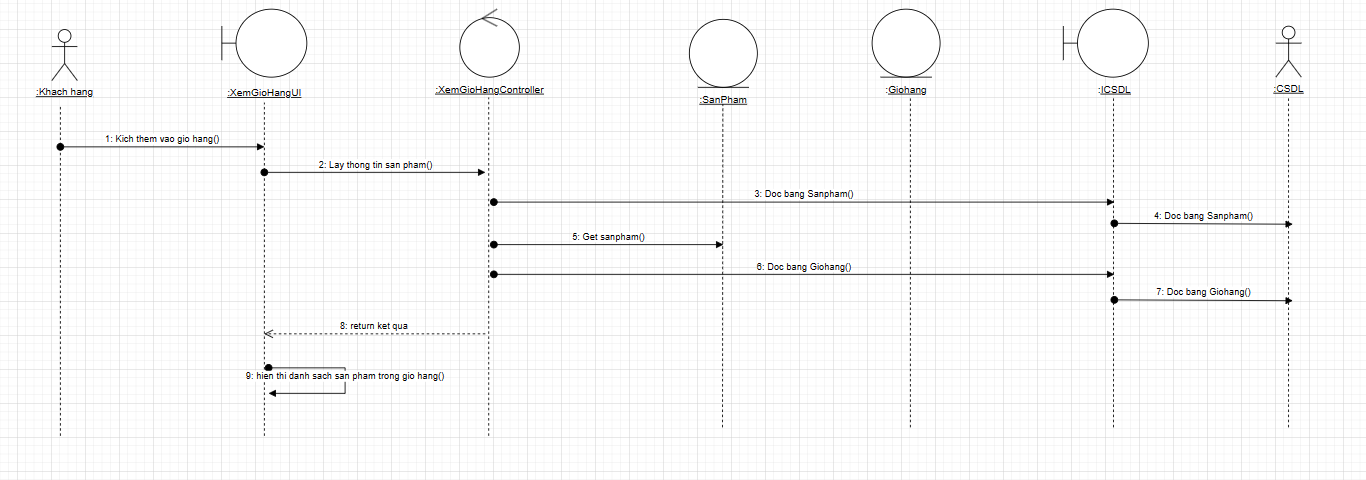 :Khach hang
:XemGioHangUI
:XemGioHangController
:SanPham
:Giohang
:ICSDL
:CSDL
1: Kich them vao gio hang()
2: Lay thong tin san pham()
3: Doc bang Sanpham()
4: Doc bang Sanpham()
5: Get sanpham()
6: Doc bang Giohang()
7: Doc bang Giohang()
8: return ket qua
9: hien thi danh sach san pham trong gio hang()